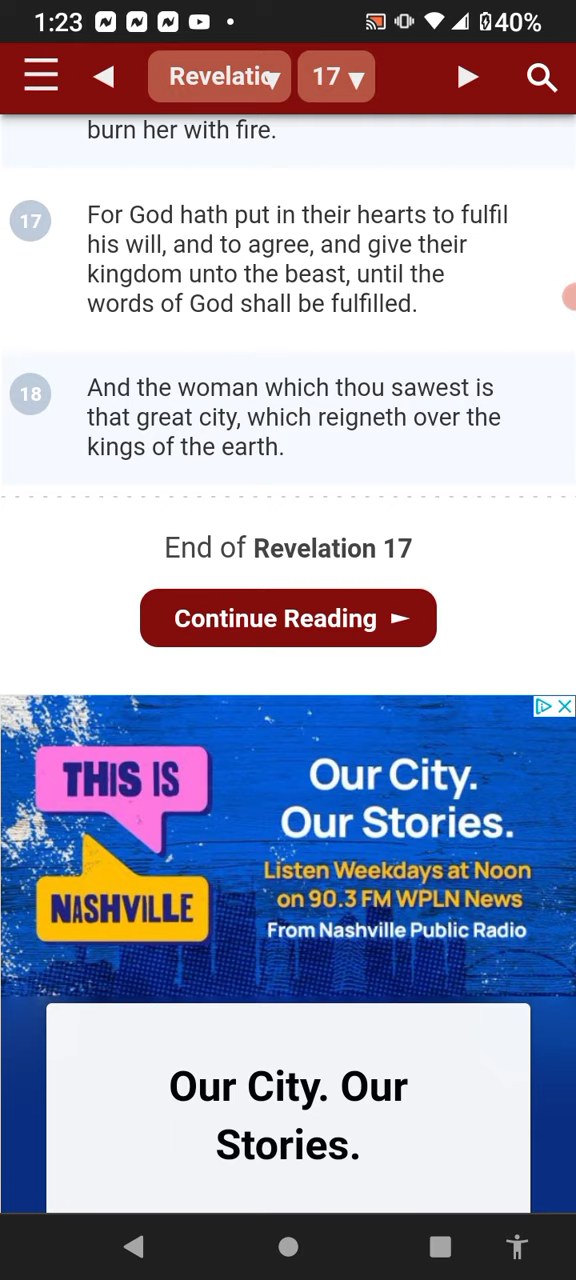 1:23 40%
Revelatic 17
burn her with fire.
17 For God hath put in their hearts to fulfil
his will, and to agree, and give their
kingdom unto the beast, until the
words of God shall be fulfilled.
18 And the woman which thou sawest is
that great city, which reigneth over the
kings of the earth.
End of Revelation 17
Continue Reading
THIS IS
NASHVILLE
Our City.
Our Stories.
Listen Weekdays at Noon
on 90.3 FM WPLN News
From Nashville Public Radio
Our City. Our
Stories.